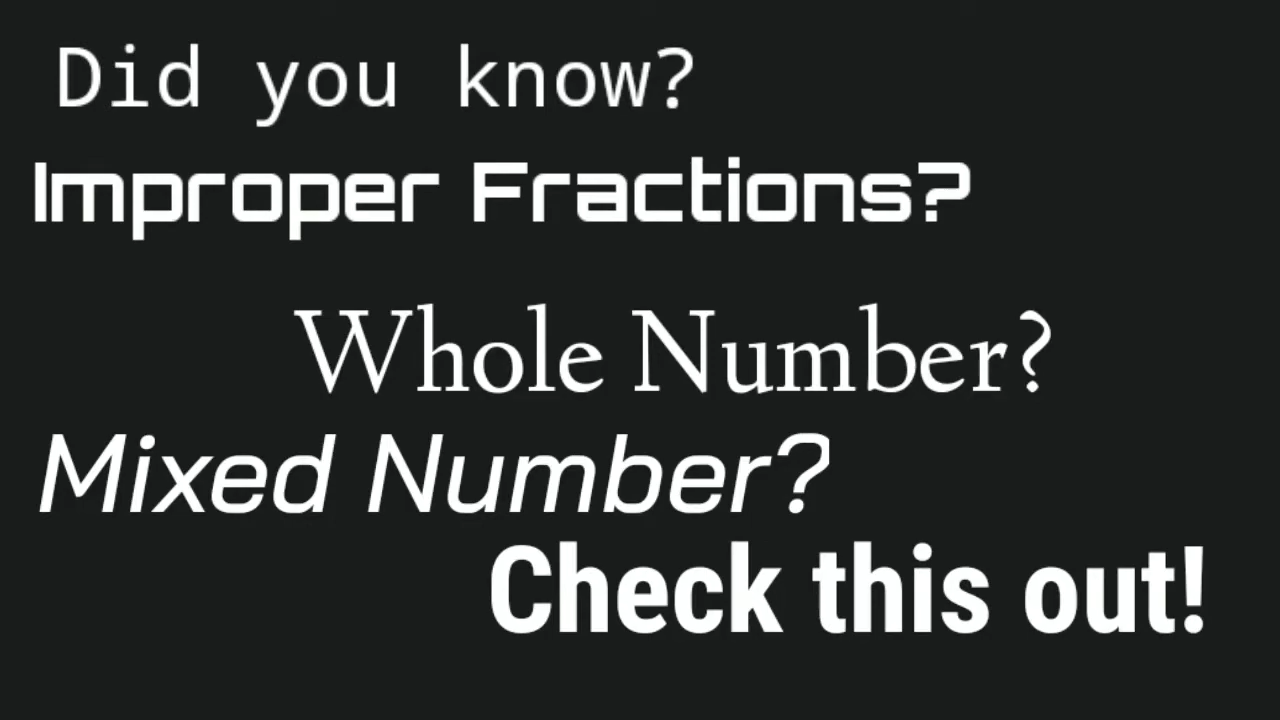 Did you know?
Improper Fractions?
Whole Number?
Mixed Number?
Check this out!